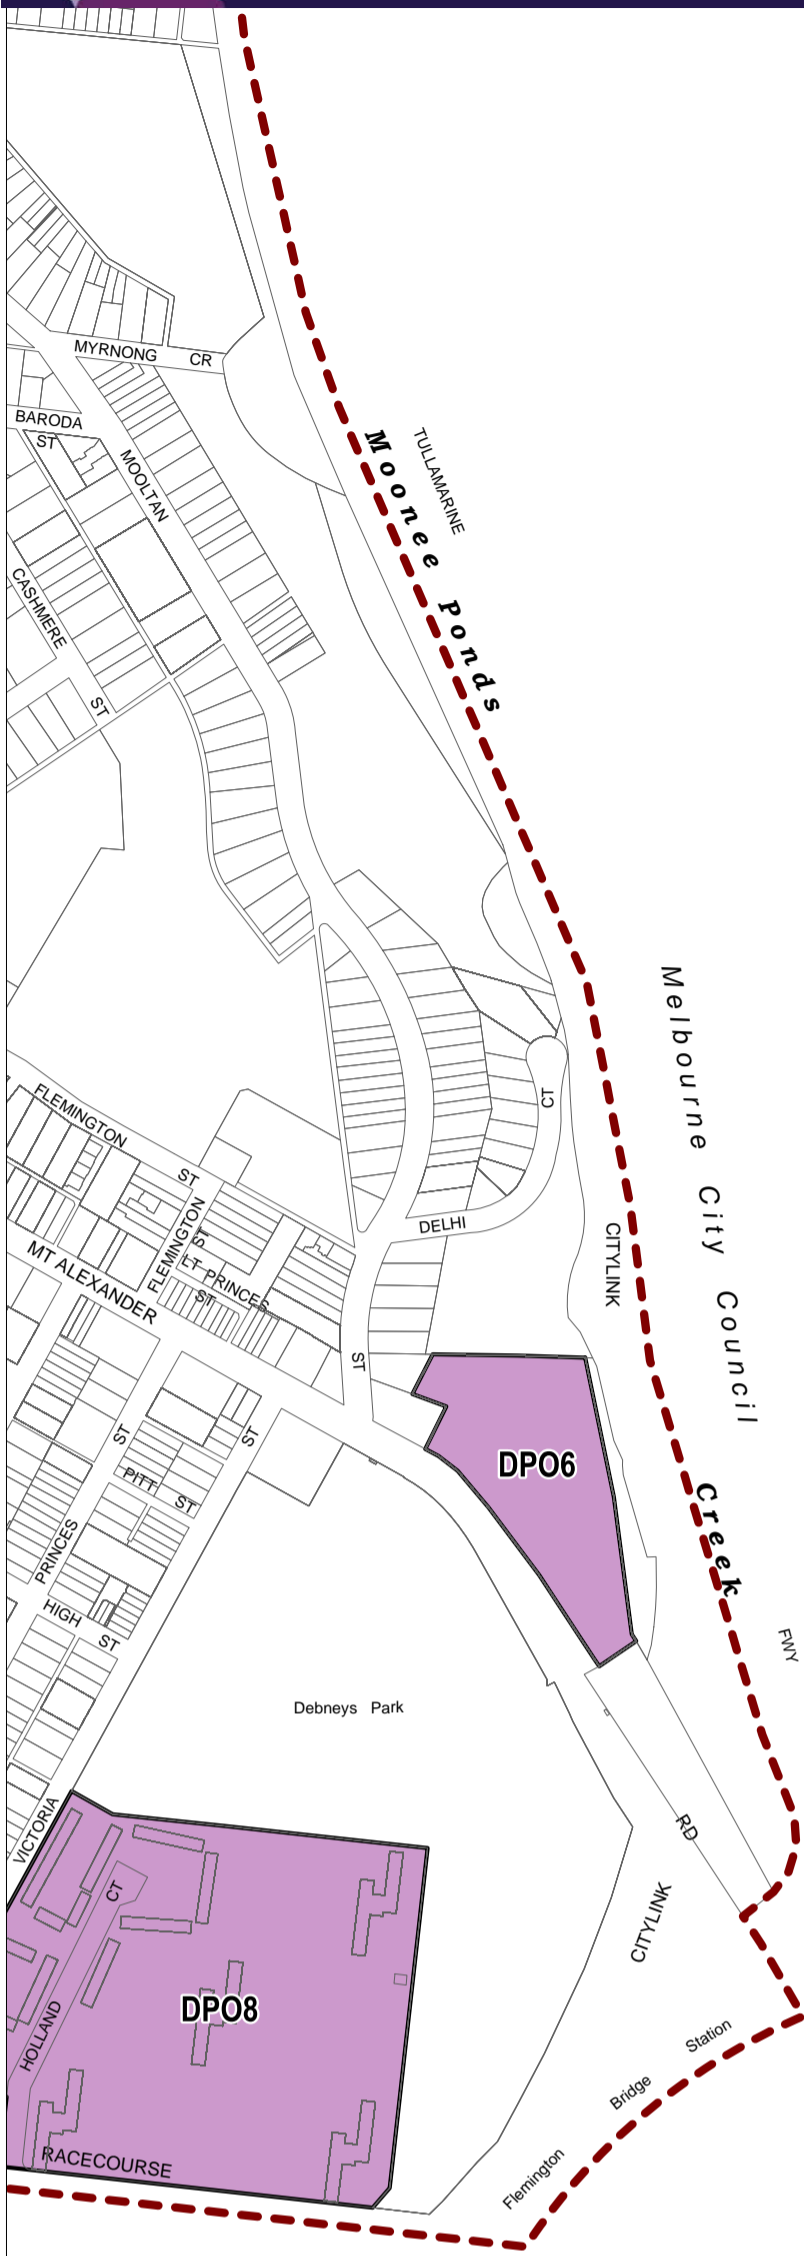 MYRNONG CR
BARODA
ST
MOOLTAN
TULLAMARINE
Moonee Ponds
CASHMERE
ST
Melbourne City Council
FLEMINGTON
ST
CT
FLEMINGTON
ST
DELHI
CITYLINK
LT PRINCES
ST
MT ALEXANDER
ST
ST
ST
DPO6
PITT ST
Creek
PRINCES
HIGH
ST
FWY
Debneys Park
VICTORIA
RD
CT
CITYLINK
DPO8
HOLLAND
Station
Bridge
Flemington
RACECOURSE